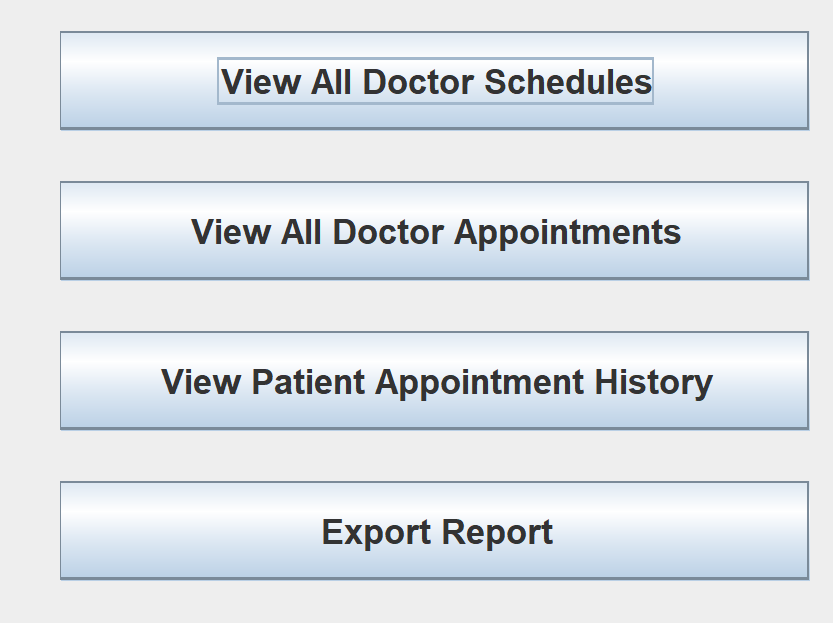 View All Doctor Schedules
View All Doctor Appointments
View Patient Appointment History
Export Report